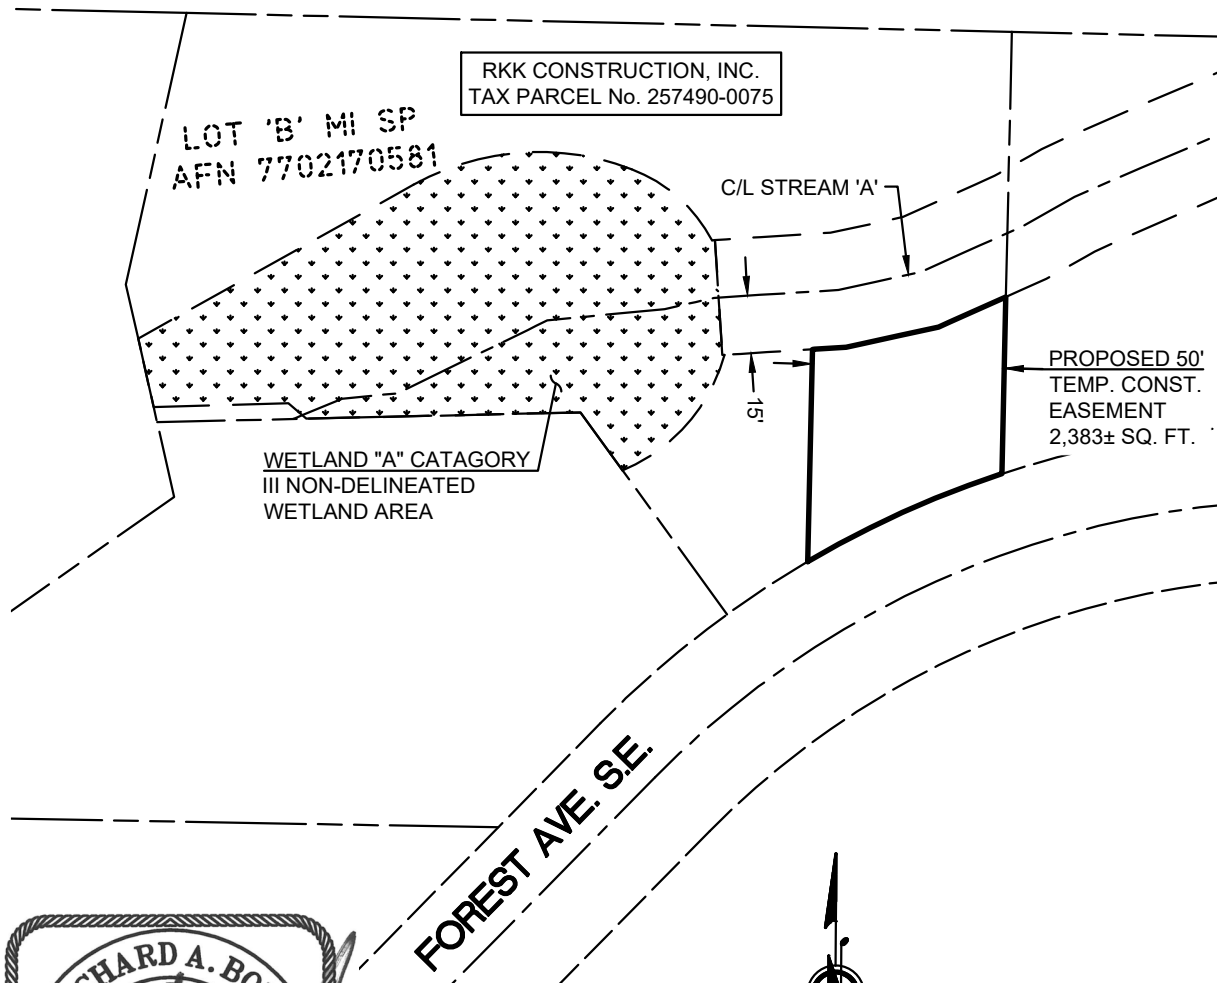 RKK CONSTRUCTION, INC.
TAX PARCEL No. 257490-0075
LOT 'B' MI SP
AFN 7702170581
C/L STREAM 'A'
15'
PROPOSED 50'
TEMP. CONST.
EASEMENT
2,383± SQ. FT.
WETLAND "A" CATAGORY
III NON-DELINEATED
WETLAND AREA
FOREST AVE. S.E.
A.